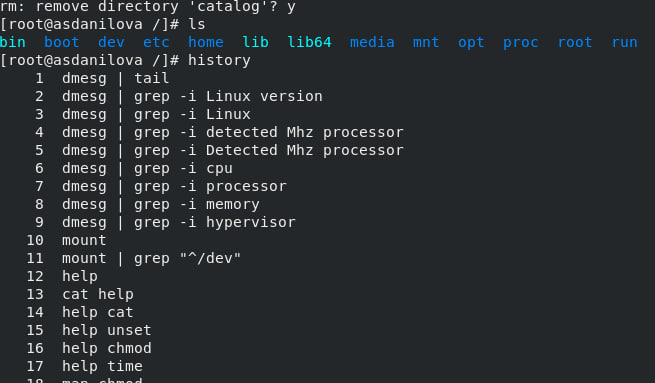 rm: remove directory 'catalog'? y
[root@asdanilova /]# ls
bin boot dev etc home lib lib64 media mnt opt proc root run
[root@asdanilova /]# history
1 dmesg | tail
2 dmesg | grep -i Linux version
3 dmesg | grep -i Linux
4 dmesg | grep -i detected Mhz processor
5 dmesg | grep -i Detected Mhz processor
6 dmesg | grep -i cpu
7 dmesg | grep -i processor
8 dmesg | grep -i memory
9 dmesg | grep -i hypervisor
10 mount
11 mount | grep "^/dev"
12 help
13 cat help
14 help cat
15 help unset
16 help chmod
17 help time
18 man chmod